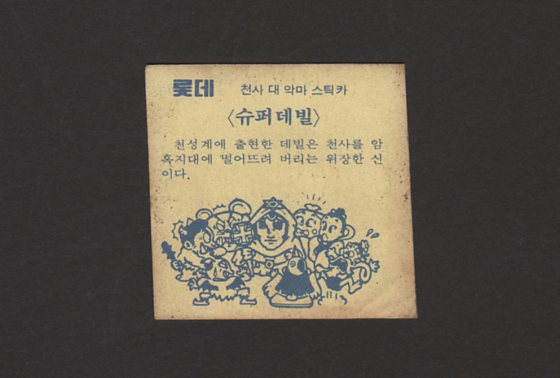 롯데 천사 대 악마 스틱카
〈슈퍼데빌〉
천성계에 출현한 데빌은 천사를 암
흑지대에 떨어뜨려 버리는 위장한 신
이다.